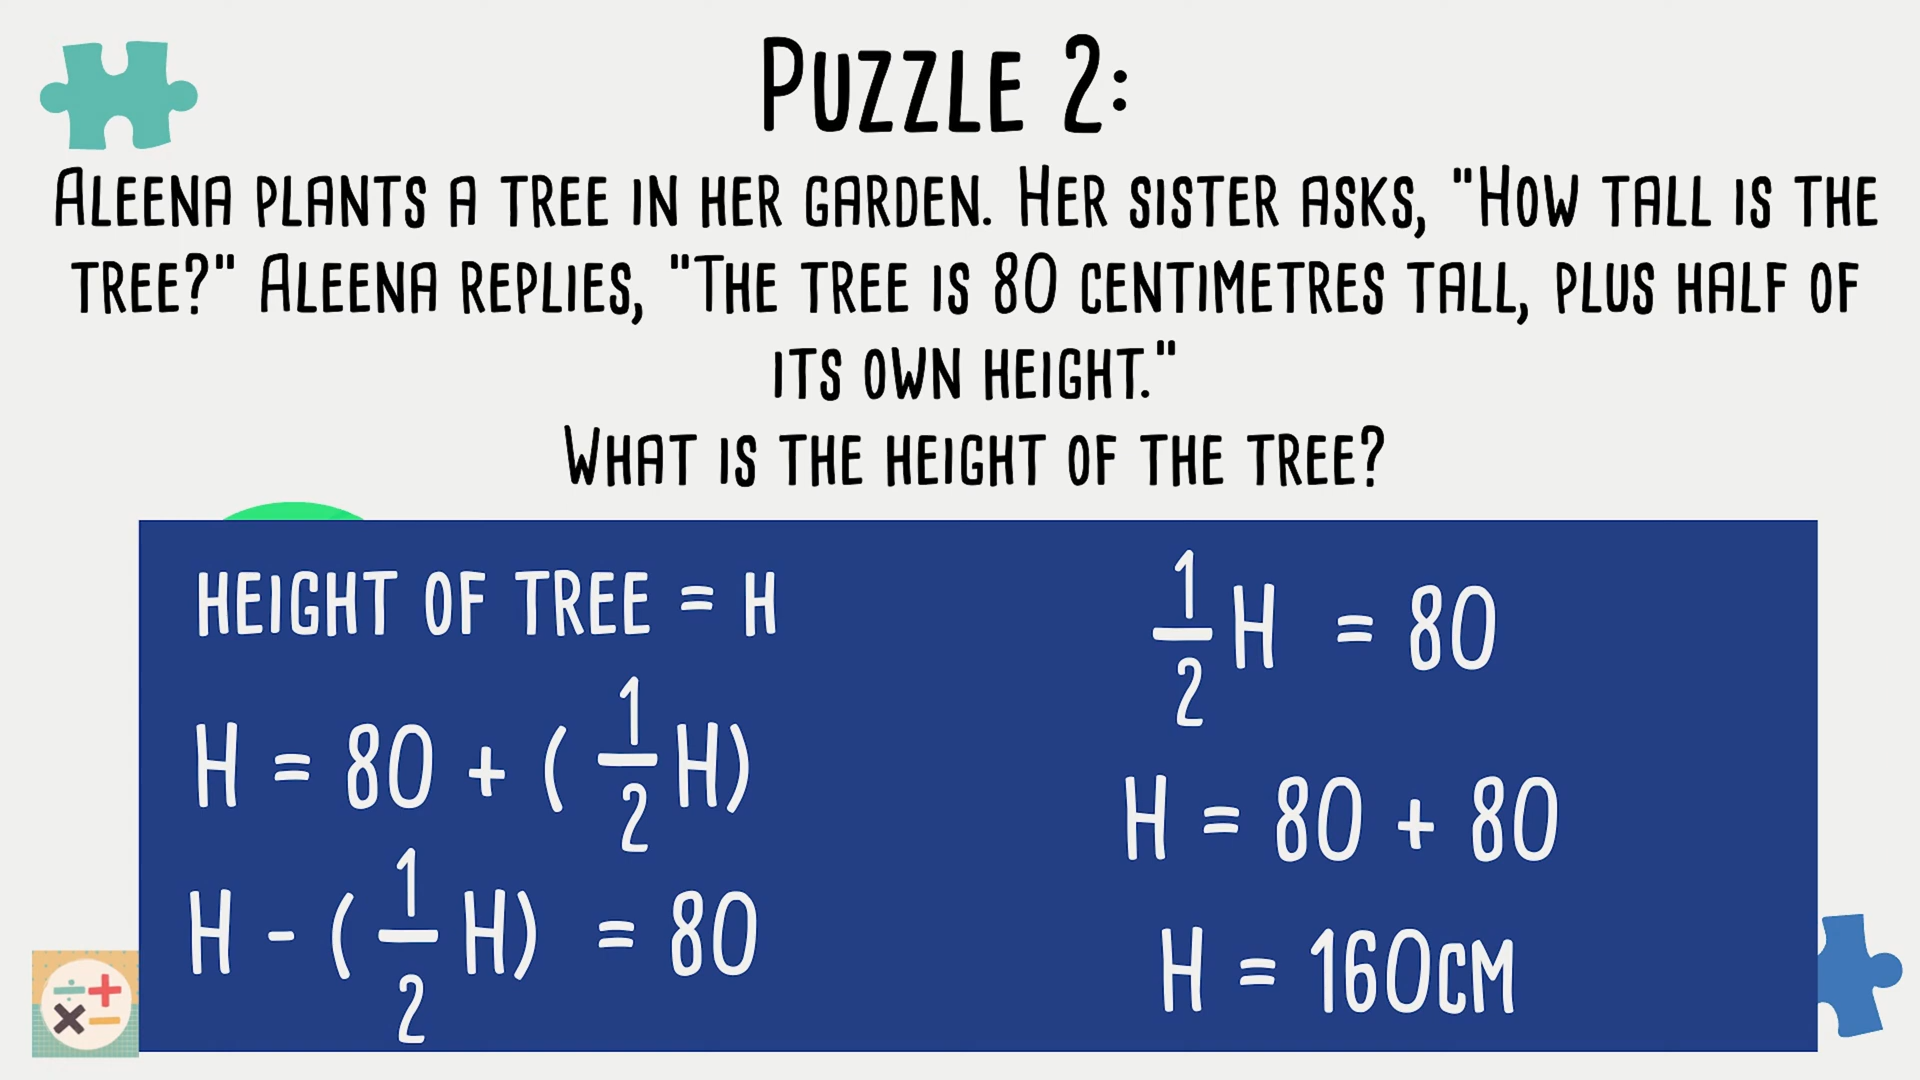 Puzzle 2:
Aleena plants a tree in her garden. Her sister asks, "How tall is the
tree?" Aleena replies, "The tree is 80 centimetres tall, plus half of
its own height."
What is the height of the tree?
height of tree = H
H = 80 + ( 1/2 H)
H - ( 1/2 H) = 80
1/2 H = 80
H = 80 + 80
H = 160cm
÷ +
× −